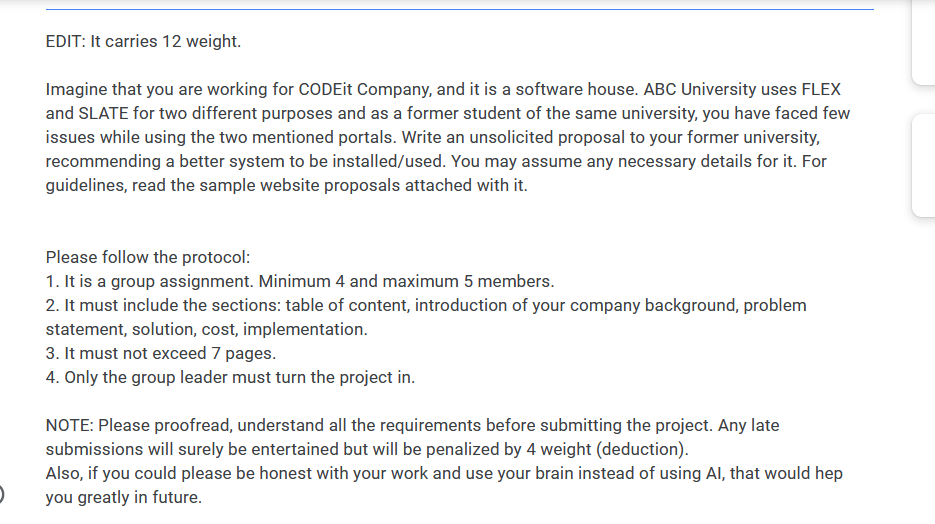 EDIT: It carries 12 weight.
Imagine that you are working for CODEit Company, and it is a software house. ABC University uses FLEX
and SLATE for two different purposes and as a former student of the same university, you have faced few
issues while using the two mentioned portals. Write an unsolicited proposal to your former university,
recommending a better system to be installed/used. You may assume any necessary details for it. For
guidelines, read the sample website proposals attached with it.
Please follow the protocol:
1. It is a group assignment. Minimum 4 and maximum 5 members.
2. It must include the sections: table of content, introduction of your company background, problem
statement, solution, cost, implementation.
3. It must not exceed 7 pages.
4. Only the group leader must turn the project in.
NOTE: Please proofread, understand all the requirements before submitting the project. Any late
submissions will surely be entertained but will be penalized by 4 weight (deduction).
Also, if you could please be honest with your work and use your brain instead of using AI, that would hep
you greatly in future.